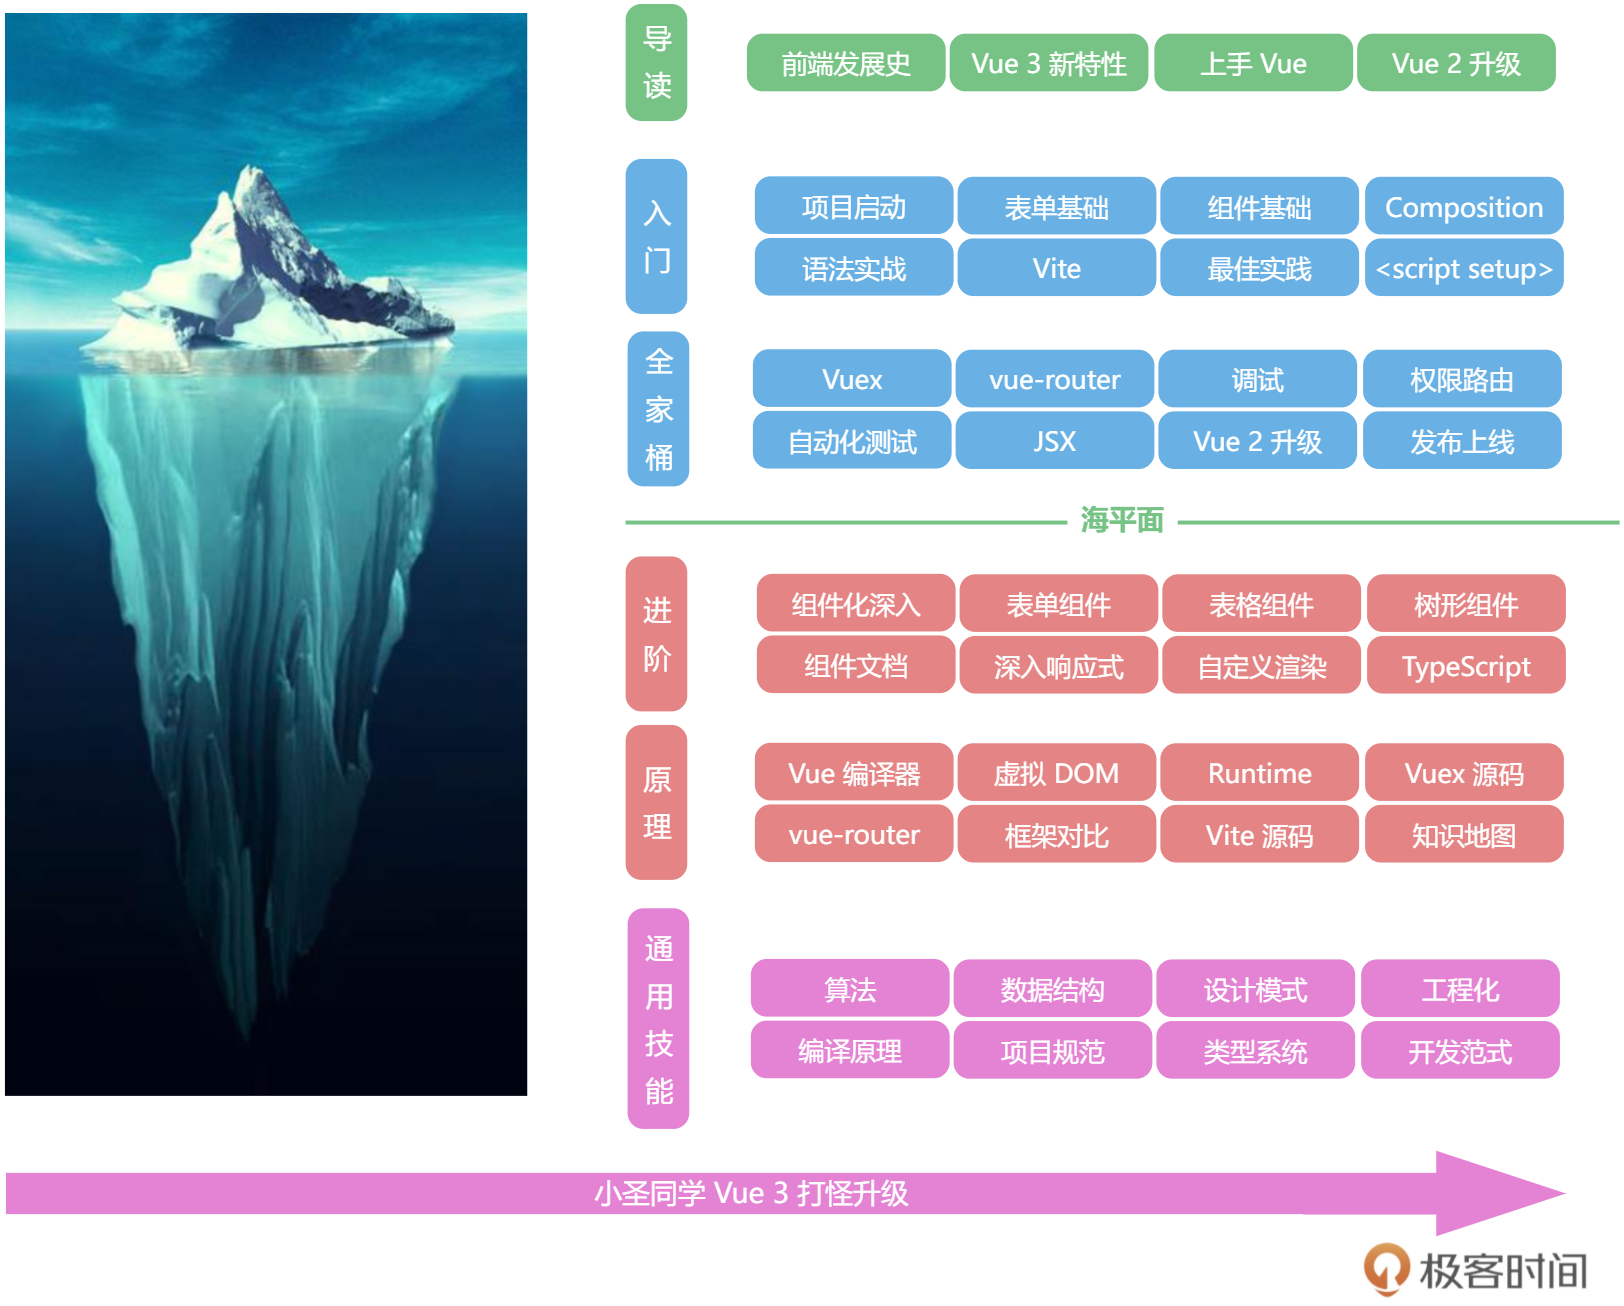 导读
前端发展史 Vue 3 新特性 上手 Vue Vue 2 升级
入门
项目启动 表单基础 组件基础 Composition
语法实战 Vite 最佳实践 <script setup>
全家桶
Vuex vue-router 调试 权限路由
自动化测试 JSX Vue 2 升级 发布上线
海平面
进阶
组件化深入 表单组件 表格组件 树形组件
组件文档 深入响应式 自定义渲染 TypeScript
原理
Vue 编译器 虚拟 DOM Runtime Vuex 源码
vue-router 框架对比 Vite 源码 知识地图
通用技能
算法 数据结构 设计模式 工程化
编译原理 项目规范 类型系统 开发范式
小圣同学 Vue 3 打怪升级
极客时间